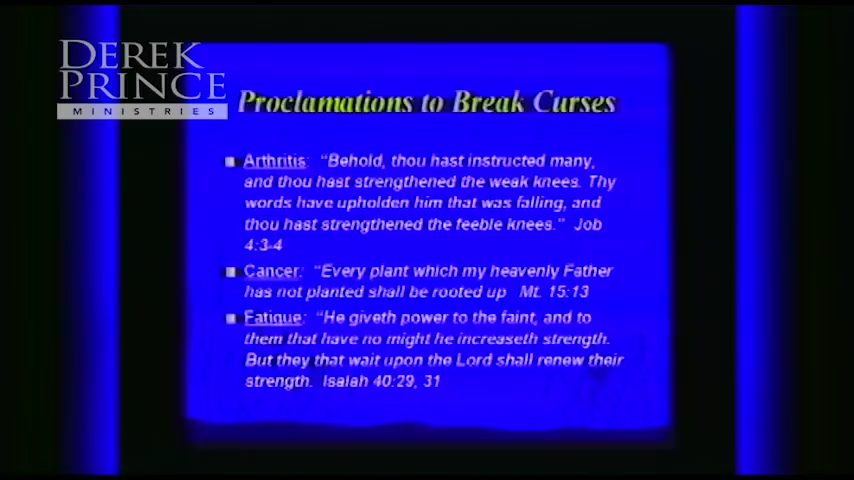 DEREK
PRINCE
MINISTRIES
Proclamations to Break Curses
Arthritis: “Behold, thou hast instructed many,
and thou hast strengthened the weak knees. Thy
words have upholden him that was falling, and
thou hast strengthened the feeble knees.” Job
4:3-4
Cancer: “Every plant which my heavenly Father
has not planted shall be rooted up Mt. 15:13
Fatigue: “He giveth power to the faint, and to
them that have no might he increaseth strength.
But they that wait upon the Lord shall renew their
strength. Isaiah 40:29, 31